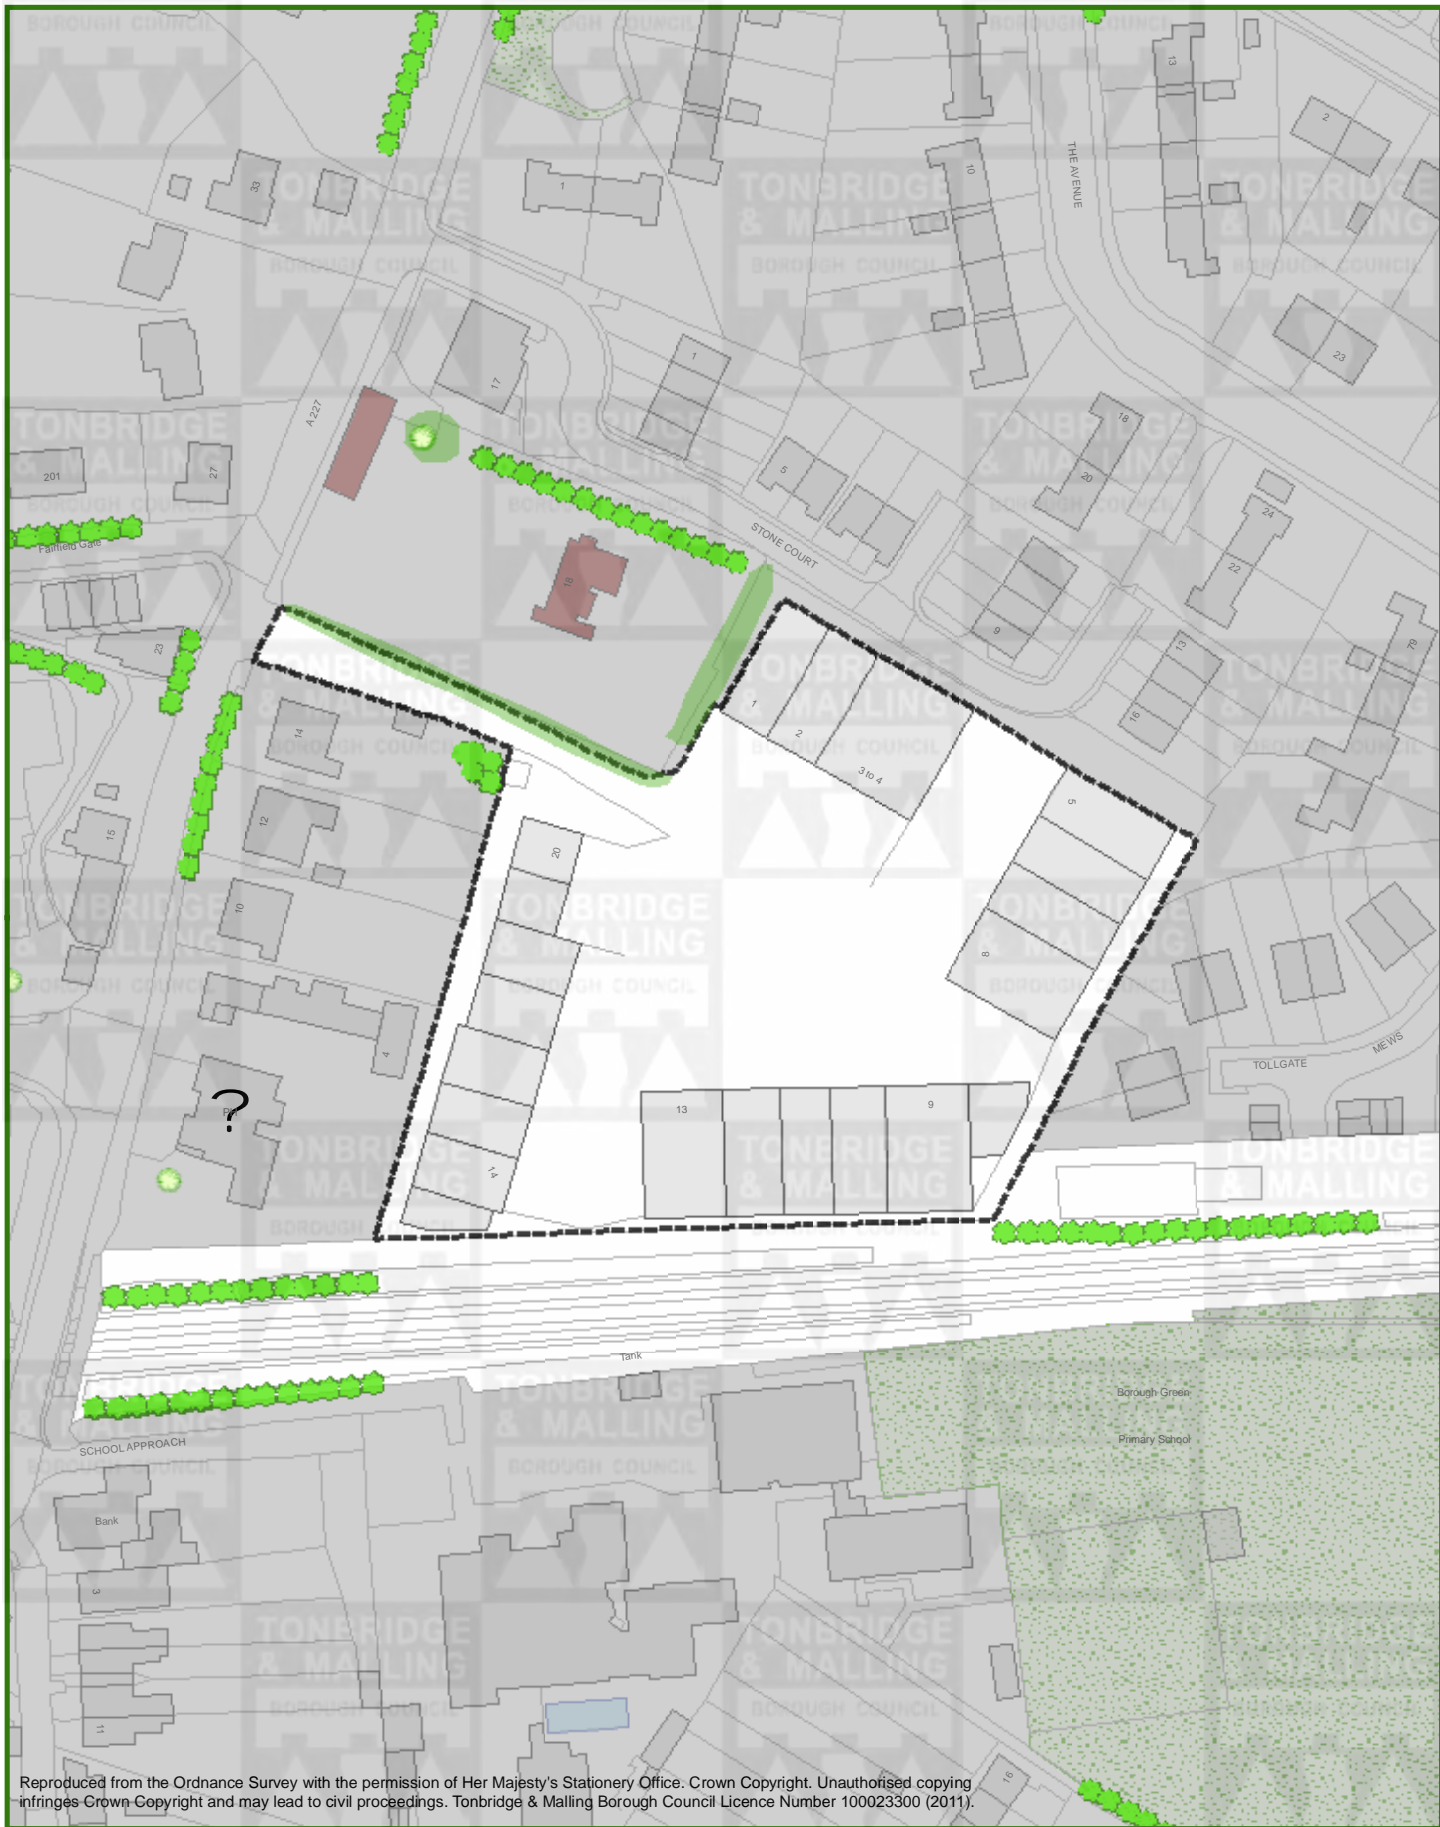 TONBRIDGE
& MALLING
BOROUGH COUNCIL
33
1
10
13
2
THE AVENUE
23
17
1
A227
201
27
18
20
5
STONE COURT
24
22
Fairfield Gate
18
23
9
13
16
79
14
1
2
3 to 4
5
12
15
20
10
8
4
TOLLGATE
MEWS
?
13
9
14
Tank
Borough Green
Primary School
SCHOOL APPROACH
Bank
3
11
16
Reproduced from the Ordnance Survey with the permission of Her Majesty's Stationery Office. Crown Copyright. Unauthorised copying
infringes Crown Copyright and may lead to civil proceedings. Tonbridge & Malling Borough Council Licence Number 100023300 (2011).